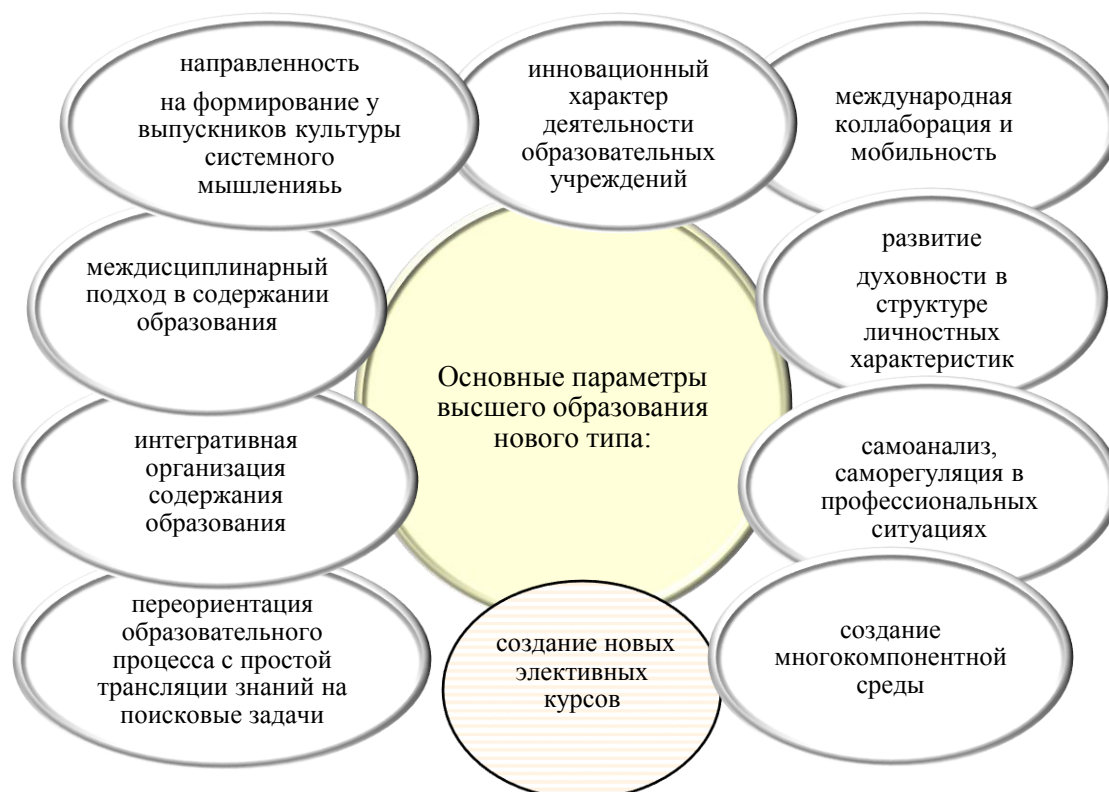 направленность
на формирование у
выпускников культуры
системного
мышленияьь
инновационный
характер
деятельности
образовательных
учреждений
международная
коллаборация и
мобильность
междисциплинарный
подход в содержании
образования
развитие
духовности в
структуре
личностных
характеристик
Основные параметры
высшего образования
нового типа:
интегративная
организация
содержания
образования
самоанализ,
саморегуляция в
профессиональных
ситуациях
переориентация
образовательного
процесса с простой
трансляции знаний на
поисковые задачи
создание новых
элективных
курсов
создание
многокомпонентной
среды